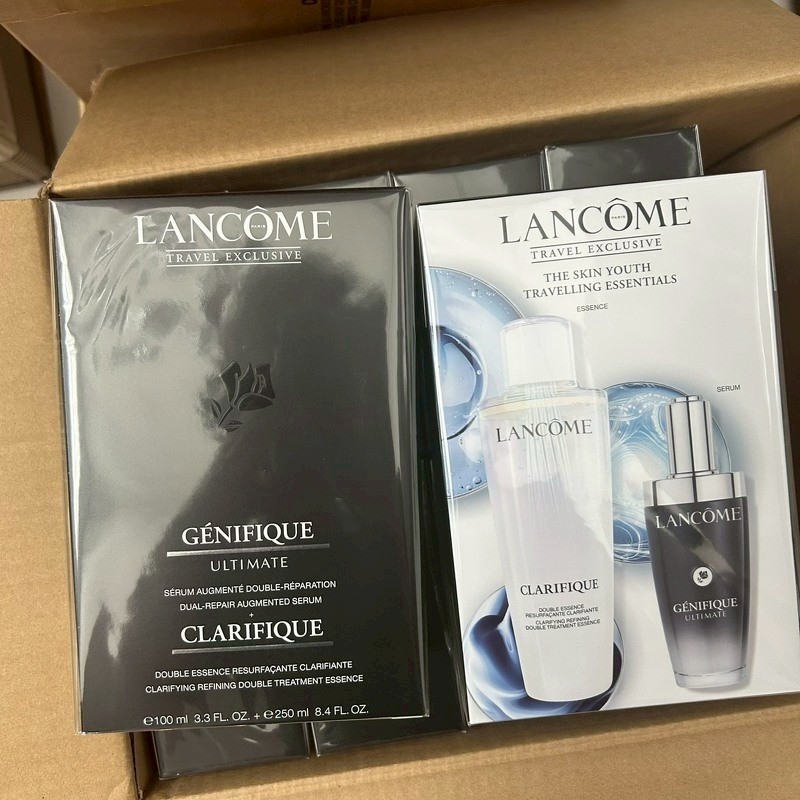 LANCÔME
PARIS
TRAVEL EXCLUSIVE
GÉNIFIQUE
ULTIMATE
SÉRUM AUGMENTÉ DOUBLE-RÉPARATION
DUAL-REPAIR AUGMENTED SERUM
+
CLARIFIQUE
DOUBLE ESSENCE RESURFAÇANTE CLARIFIANTE
CLARIFYING REFINING DOUBLE TREATMENT ESSENCE
℮100 ml 3.3 FL. OZ. + ℮250 ml 8.4 FL. OZ.
LANCÔME
PARIS
TRAVEL EXCLUSIVE
THE SKIN YOUTH
TRAVELLING ESSENTIALS
ESSENCE
SERUM
LANCÔME
CLARIFIQUE
DOUBLE ESSENCE
RESURFAÇANTE CLARIFIANTE
CLARIFYING REFINING
DOUBLE TREATMENT ESSENCE
LANCÔME
GÉNIFIQUE
ULTIMATE